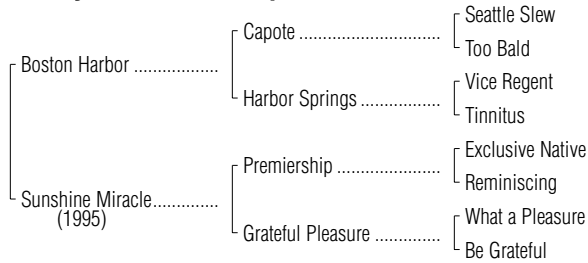 Seattle Slew
Capote ........................
Too Bald
Boston Harbor ..................
Vice Regent
Harbor Springs .................
Tinnitus
Exclusive Native
Premiership ......................
Reminiscing
Sunshine Miracle..............
(1995)
What a Pleasure
Grateful Pleasure ..............
Be Grateful